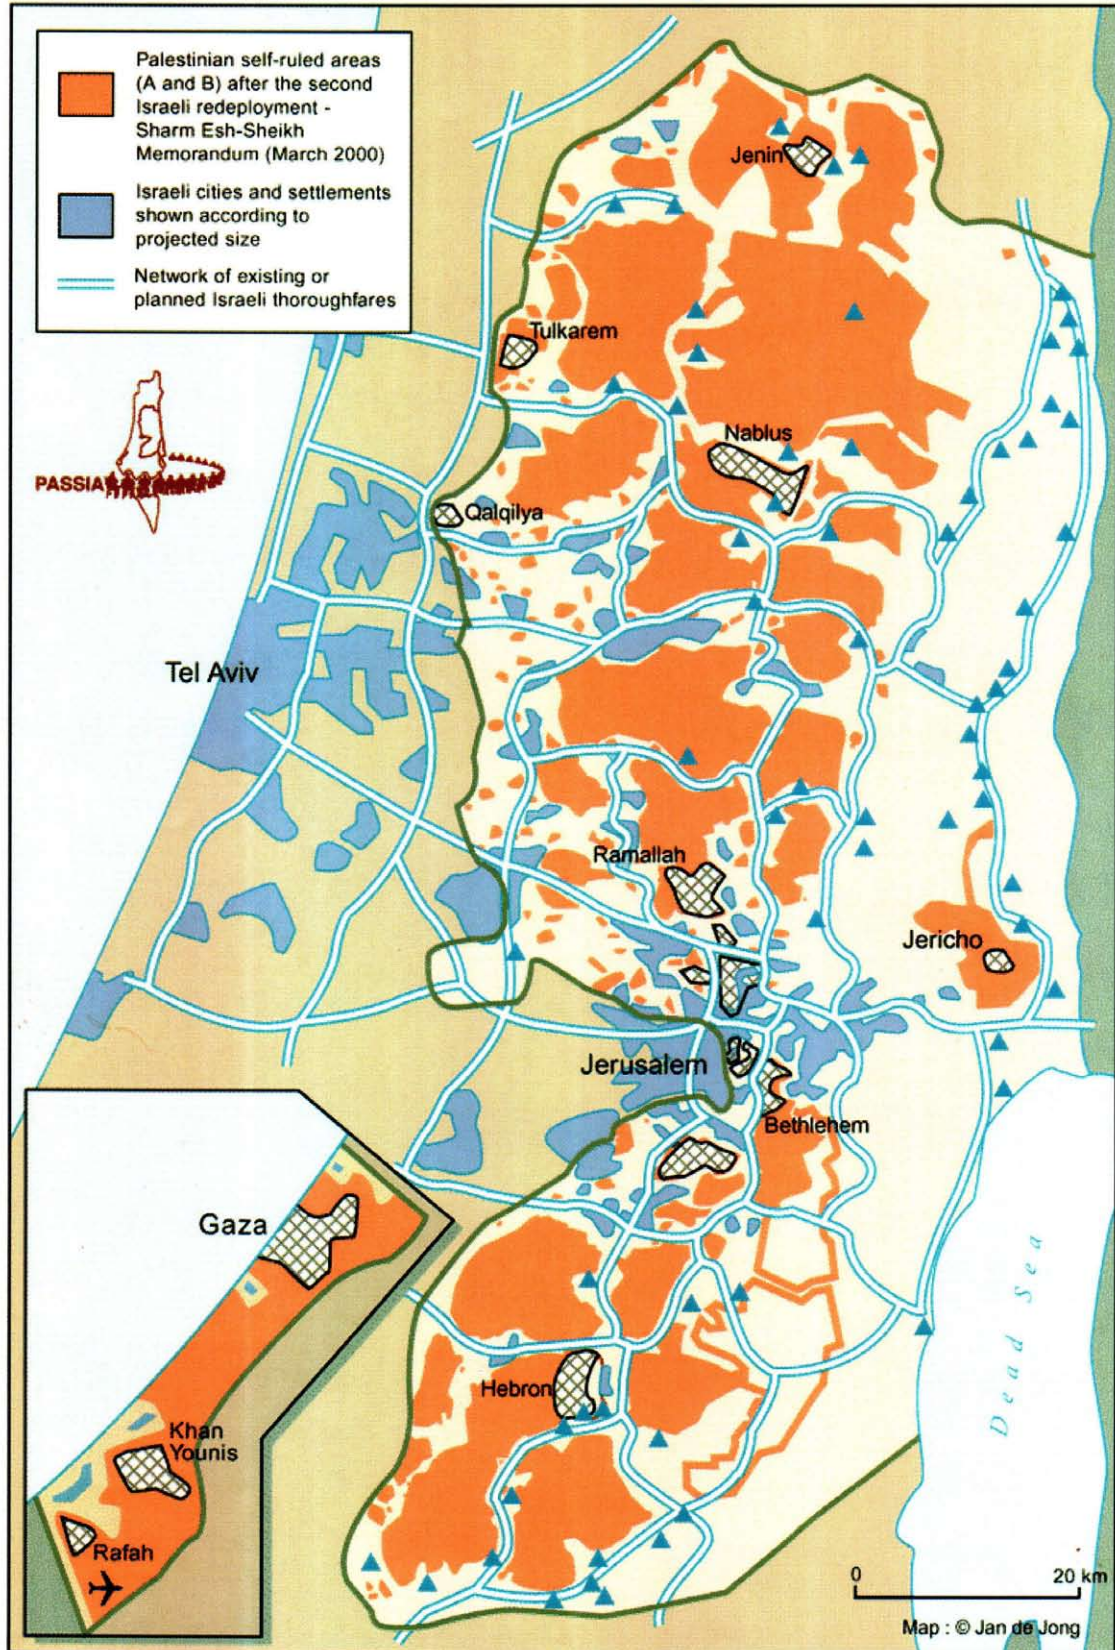 Palestinian self-ruled areas
(A and B) after the second
Israeli redeployment -
Sharm Esh-Sheikh
Memorandum (March 2000)
Israeli cities and settlements
shown according to
projected size
Network of existing or
planned Israeli thoroughfares
PASSIA
Jenin
Tulkarem
Nablus
Qalqilya
Tel Aviv
Ramallah
Jericho
Jerusalem
Bethlehem
Gaza
Hebron
Khan
Younis
Rafah
Dead Sea
0 20 km
Map : © Jan de Jong